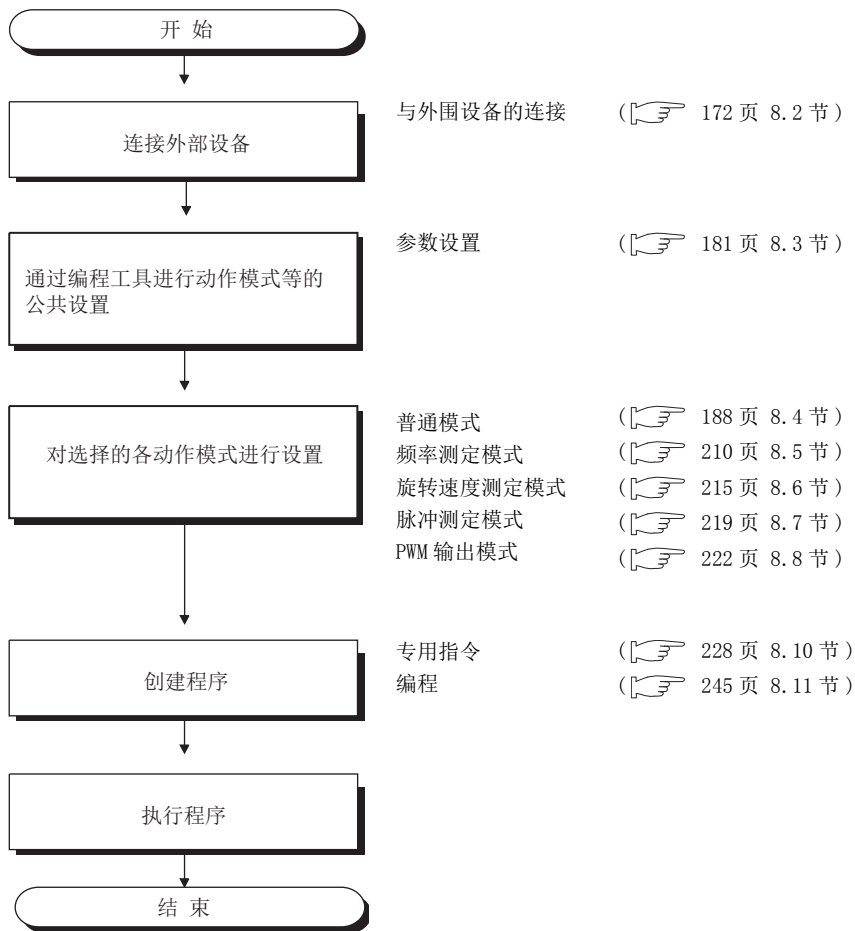 开 始
连接外部设备
与外围设备的连接 ( 172 页 8.2 节 )
通过编程工具进行动作模式等的
公共设置
参数设置 ( 181 页 8.3 节 )
对选择的各动作模式进行设置
普通模式 ( 188 页 8.4 节 )
频率测定模式 ( 210 页 8.5 节 )
旋转速度测定模式 ( 215 页 8.6 节 )
脉冲测定模式 ( 219 页 8.7 节 )
PWM 输出模式 ( 222 页 8.8 节 )
创建程序
专用指令 ( 228 页 8.10 节 )
编程 ( 245 页 8.11 节 )
执行程序
结 束